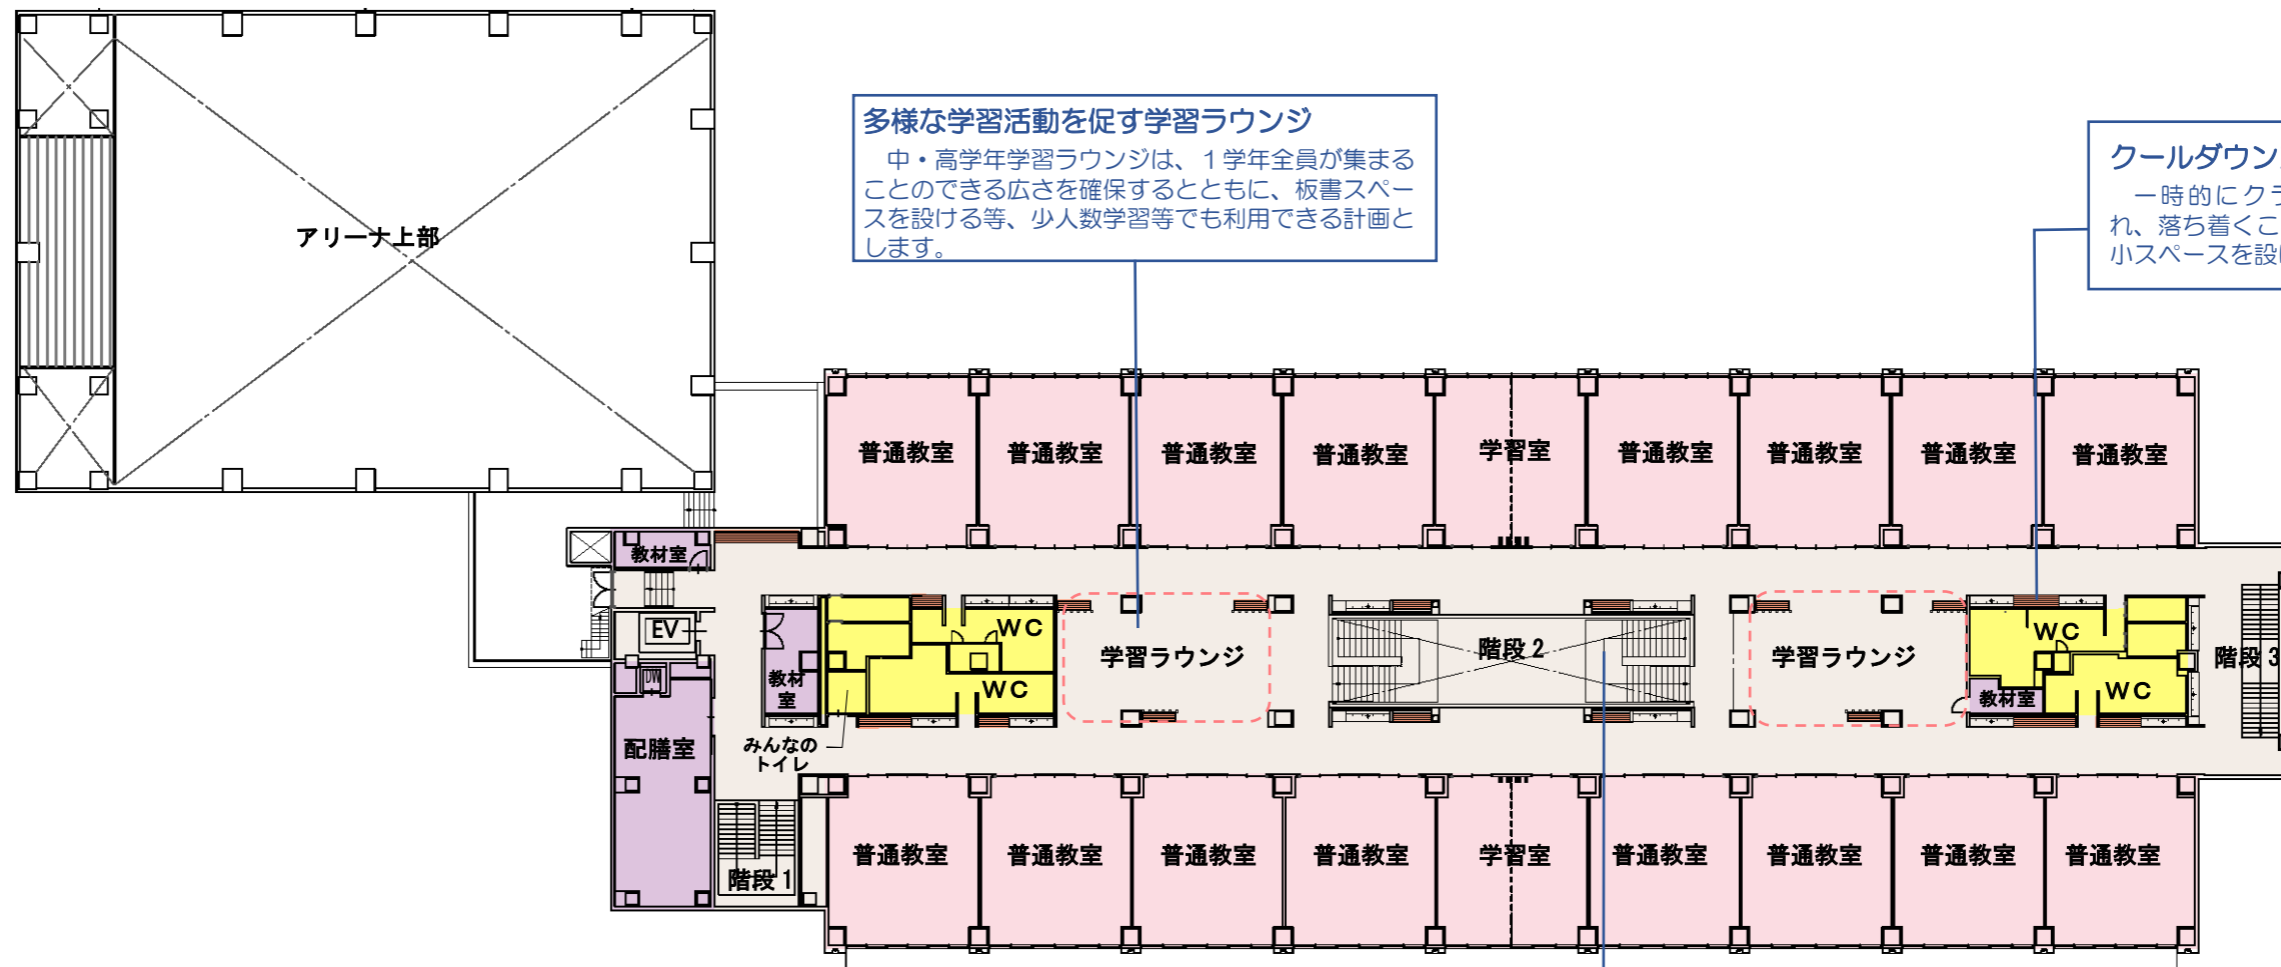 多様な学習活動を促す学習ラウンジ
　中・高学年学習ラウンジは、１学年全員が集まる
ことのできる広さを確保するとともに、板書スペー
スを設ける等、少人数学習等でも利用できる計画と
します。
クールダウン
　一時的にクラ
れ、落ち着くこ
小スペースを設
アリーナ上部
普通教室
普通教室
普通教室
普通教室
学習室
普通教室
普通教室
普通教室
普通教室
教材室
EV
DW
教材
室
WC
WC
学習ラウンジ
階段２
学習ラウンジ
WC
WC
教材室
階段３
配膳室
みんなの
トイレ
階段１
普通教室
普通教室
普通教室
普通教室
学習室
普通教室
普通教室
普通教室
普通教室